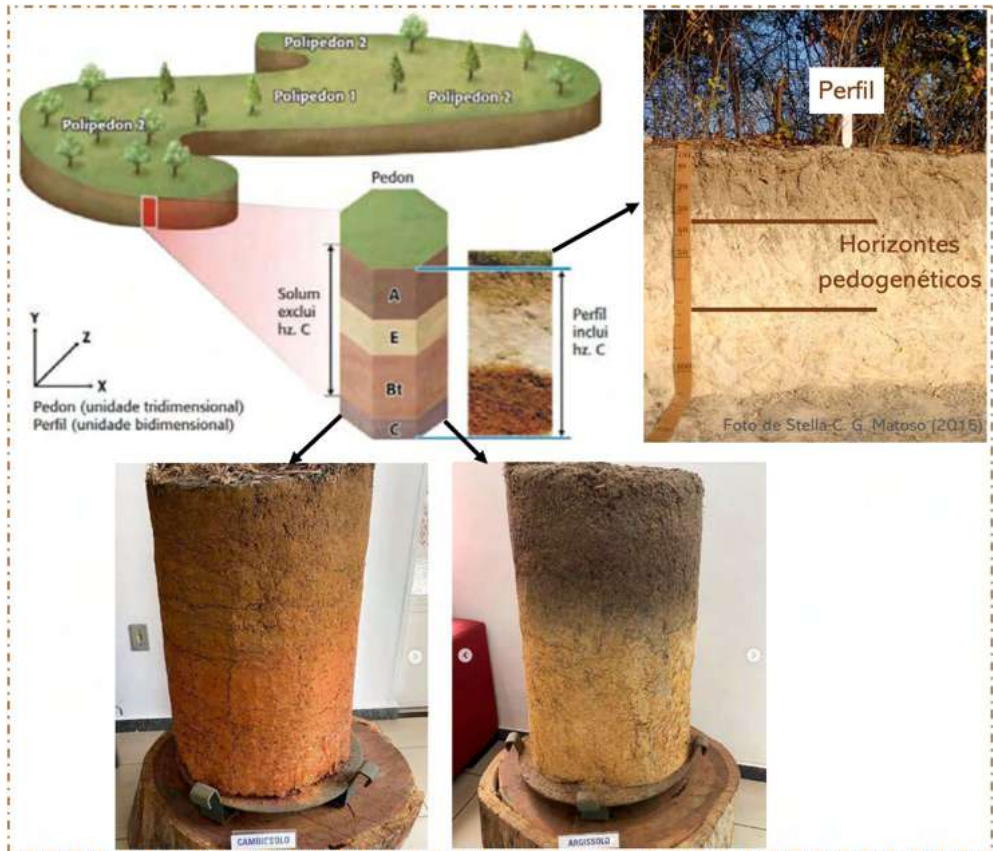 Polipedon 2
Polipedon 1
Polipedon 2
Polipedon 2
Pedon
Solum
exclui
hz. C
A
E
Bt
C
Perfil
inclui
hz. C
Y
Z
X
Pedon (unidade tridimensional)
Perfil (unidade bidimensional)
Perfil
Horizontes
pedogenéticos
Foto de Stella C. G. Matoso (2016)
CAMBISSOLO
ARGISSOLO